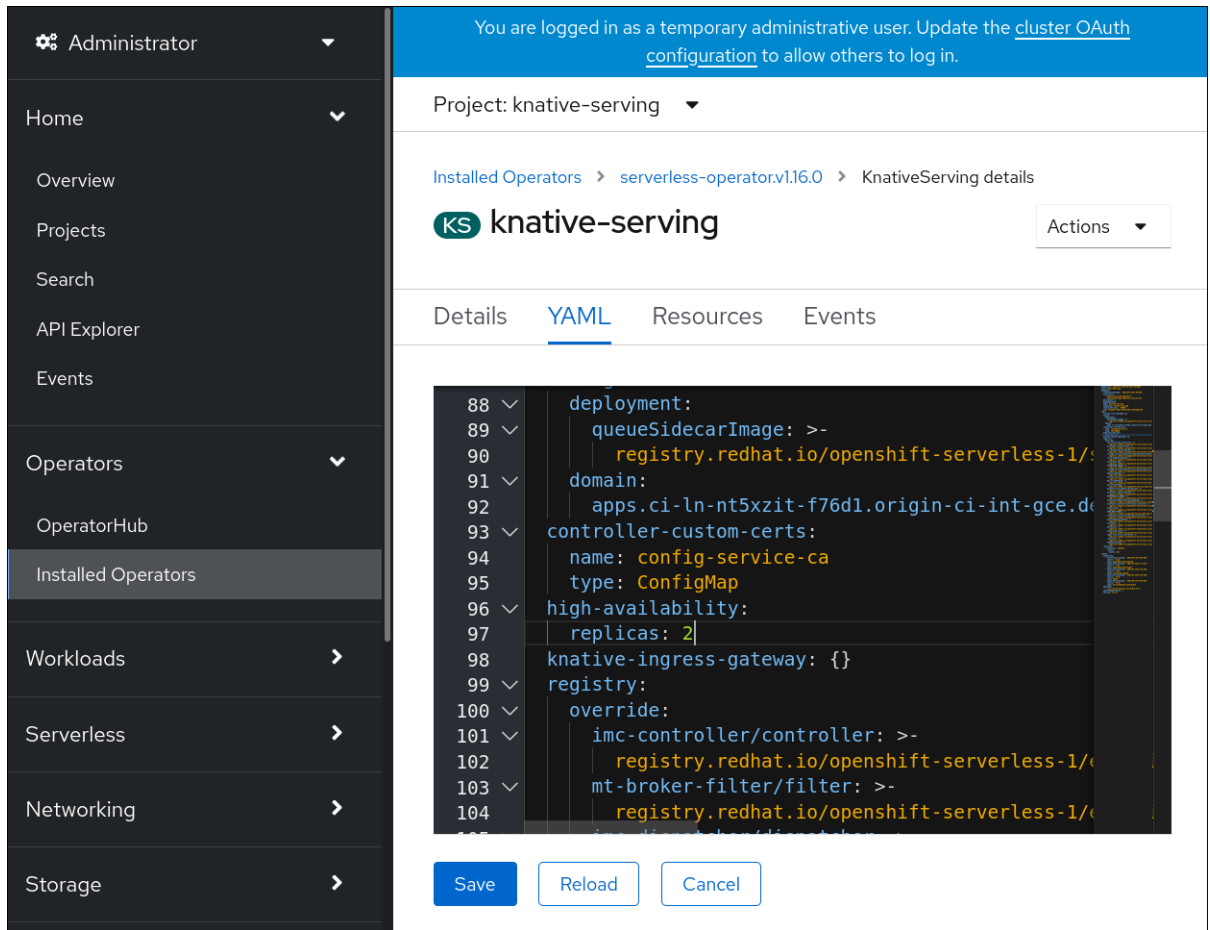 Administrator
Home
Overview
Projects
Search
API Explorer
Events
Operators
OperatorHub
Installed Operators
Workloads
Serverless
Networking
Storage
You are logged in as a temporary administrative user. Update the cluster OAuth
configuration to allow others to log in.
Project: knative-serving
Installed Operators > serverless-operator.v1.16.0 > KnativeServing details
KS knative-serving
Actions
Details YAML Resources Events
88 deployment:
89 queueSidecarImage: >-
90 registry.redhat.io/openshift-serverless-1/
91 domain:
92 apps.ci-ln-nt5xzit-f76d1.origin-ci-int-gce.de
93 controller-custom-certs:
94 name: config-service-ca
95 type: ConfigMap
96 high-availability:
97 replicas: 2
98 knative-ingress-gateway: {}
99 registry:
100 override:
101 imc-controller/controller: >-
102 registry.redhat.io/openshift-serverless-1/
103 mt-broker-filter/filter: >-
104 registry.redhat.io/openshift-serverless-1/
Save Reload Cancel